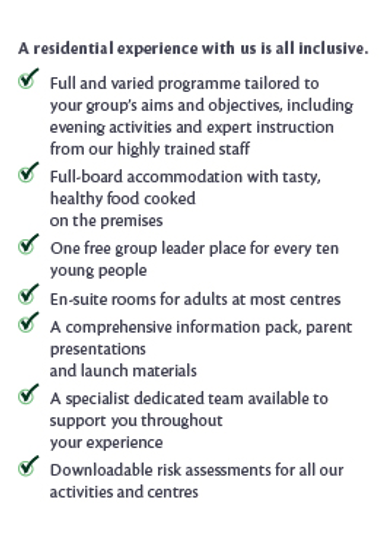 A residential experience with us is all inclusive.
Full and varied programme tailored to
your group's aims and objectives, including
evening activities and expert instruction
from our highly trained staff
Full-board accommodation with tasty,
healthy food cooked
on the premises
One free group leader place for every ten
young people
En-suite rooms for adults at most centres
A comprehensive information pack, parent
presentations
and launch materials
A specialist dedicated team available to
support you throughout
your experience
Downloadable risk assessments for all our
activities and centres